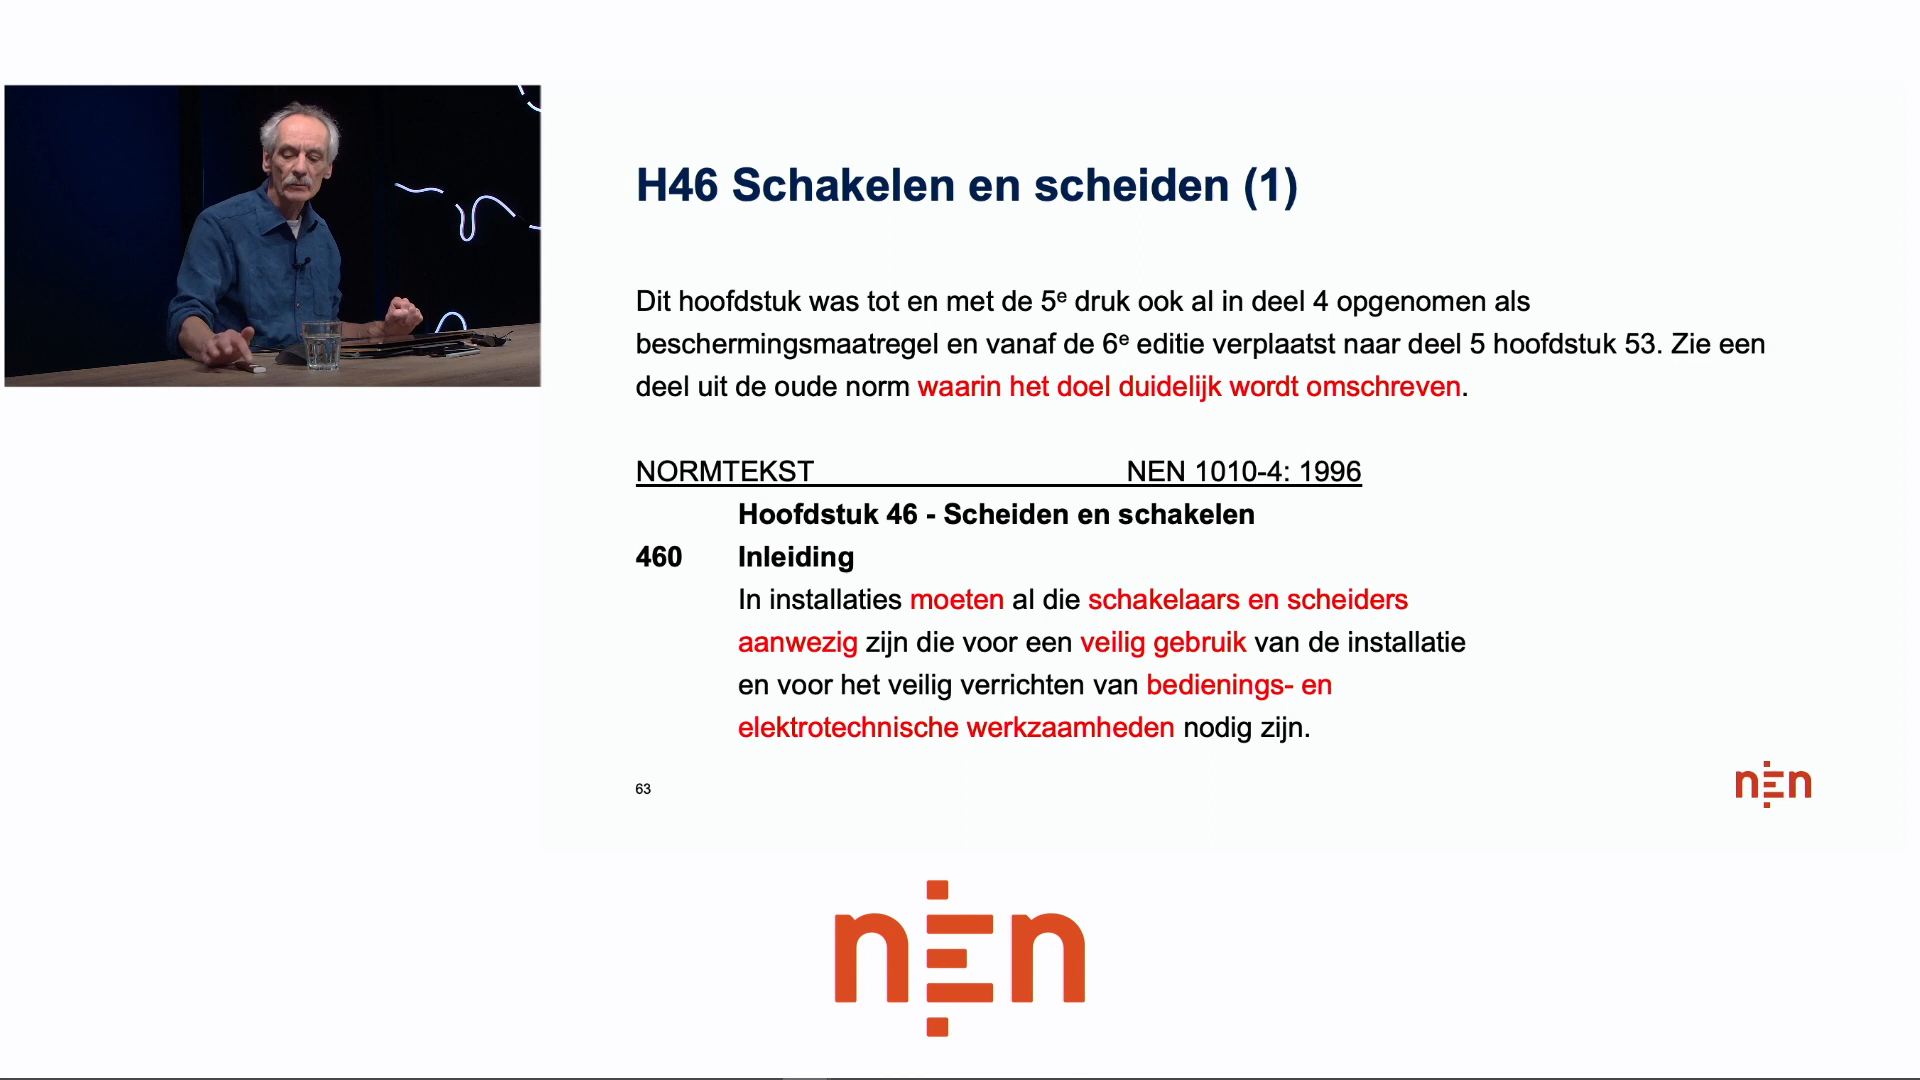 H46 Schakelen en scheiden (1)
Dit hoofdstuk was tot en met de 5e druk ook al in deel 4 opgenomen als
beschermingsmaatregel en vanaf de 6e editie verplaatst naar deel 5 hoofdstuk 53. Zie een
deel uit de oude norm waarin het doel duidelijk wordt omschreven.
NORMTEKST NEN 1010-4: 1996
Hoofdstuk 46 - Scheiden en schakelen
460 Inleiding
In installaties moeten al die schakelaars en scheiders
aanwezig zijn die voor een veilig gebruik van de installatie
en voor het veilig verrichten van bedienings- en
elektrotechnische werkzaamheden nodig zijn.
63
nEn
nEn